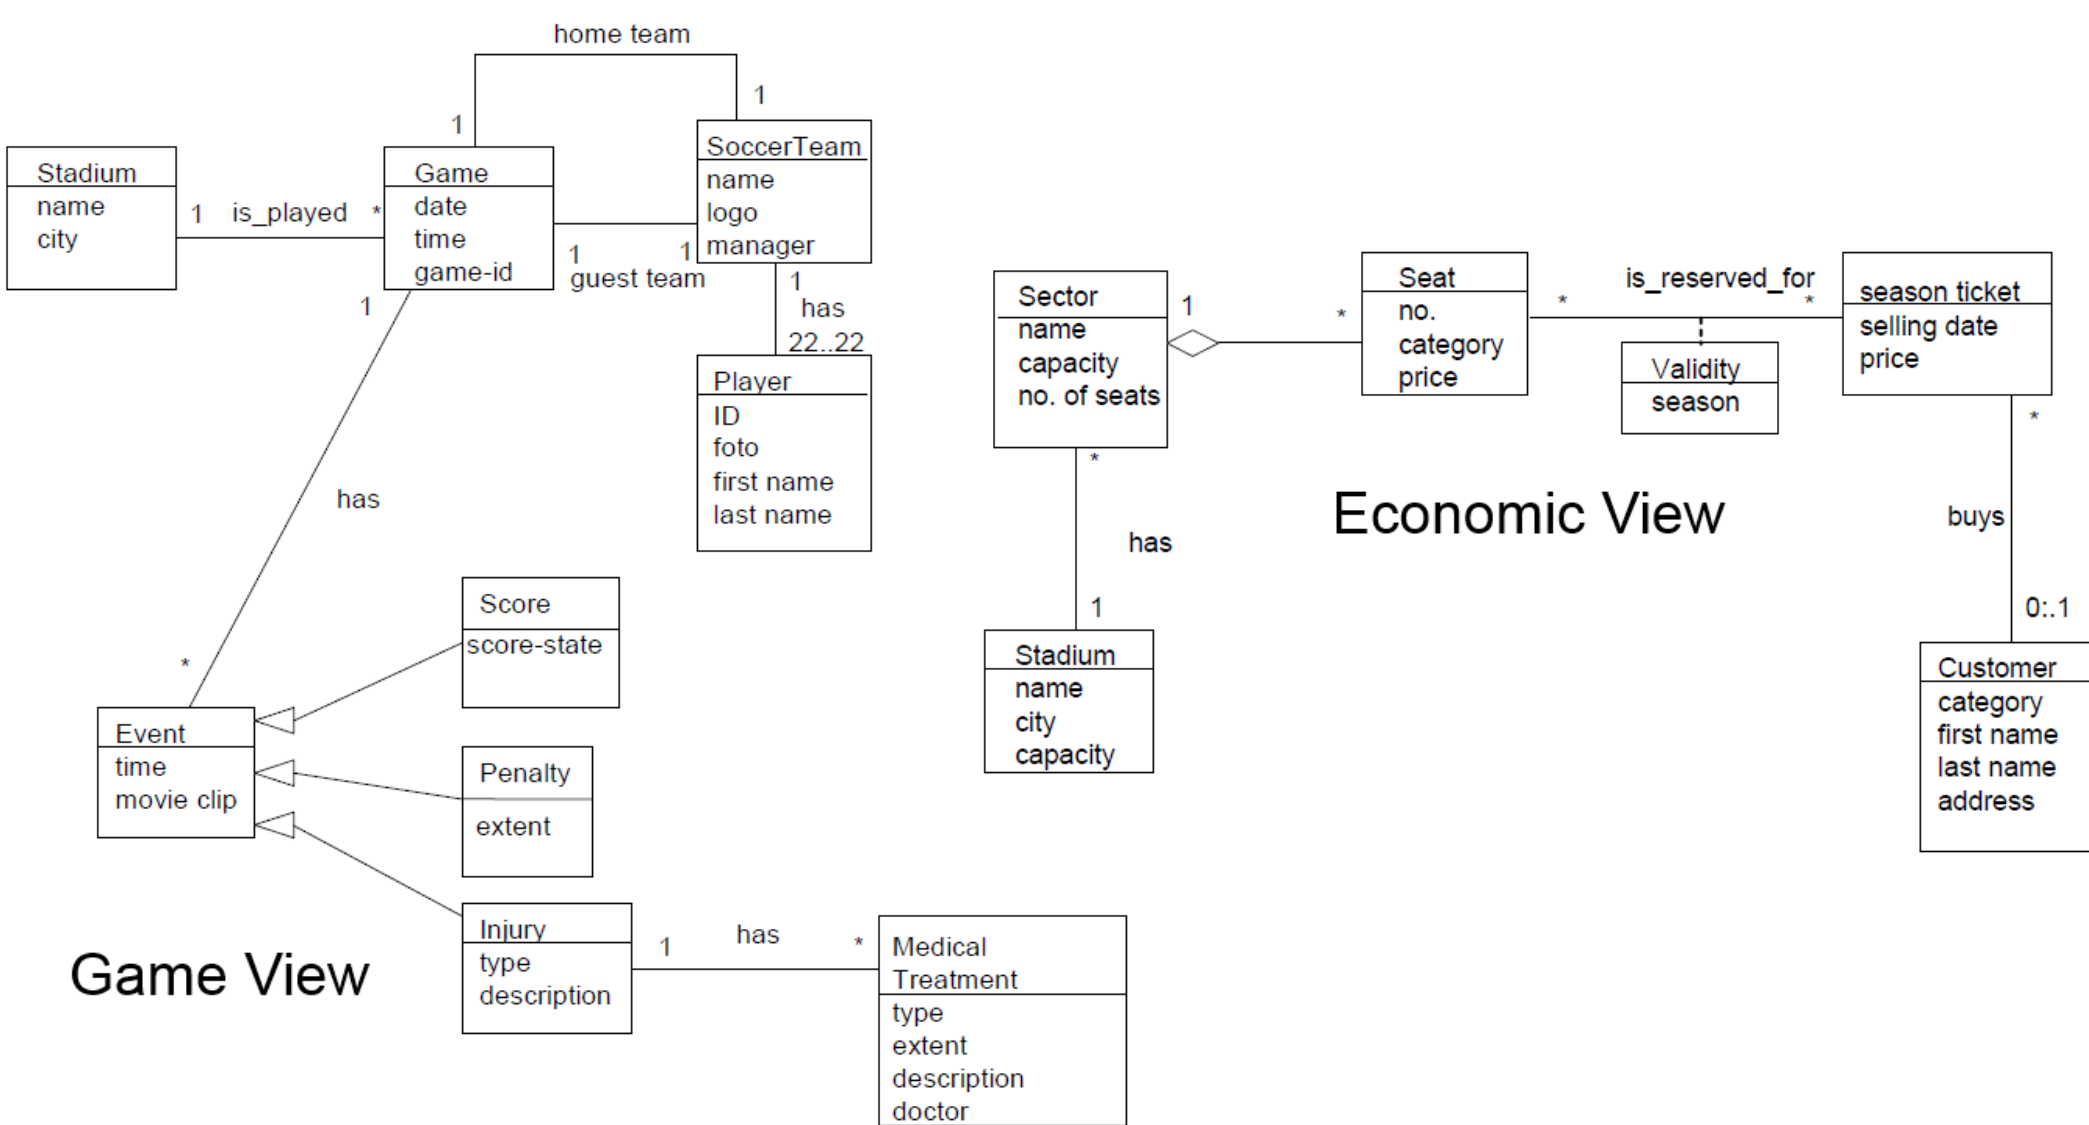 home team
1
1
Stadium
name
city
1
is_played
*
Game
date
time
game-id
SoccerTeam
name
logo
manager
1
1
guest team
1
has
22..22
Player
ID
foto
first name
last name
1
has
*
Event
time
movie clip
Score
score-state
Penalty
extent
Injury
type
description
1
has
*
Medical
Treatment
type
extent
description
doctor
Game View
Sector
name
capacity
no. of seats
1
*
Seat
no.
category
price
*
is_reserved_for
*
Validity
season
season ticket
selling date
price
*
has
1
Stadium
name
city
capacity
Economic View
*
buys
0:.1
Customer
category
first name
last name
address